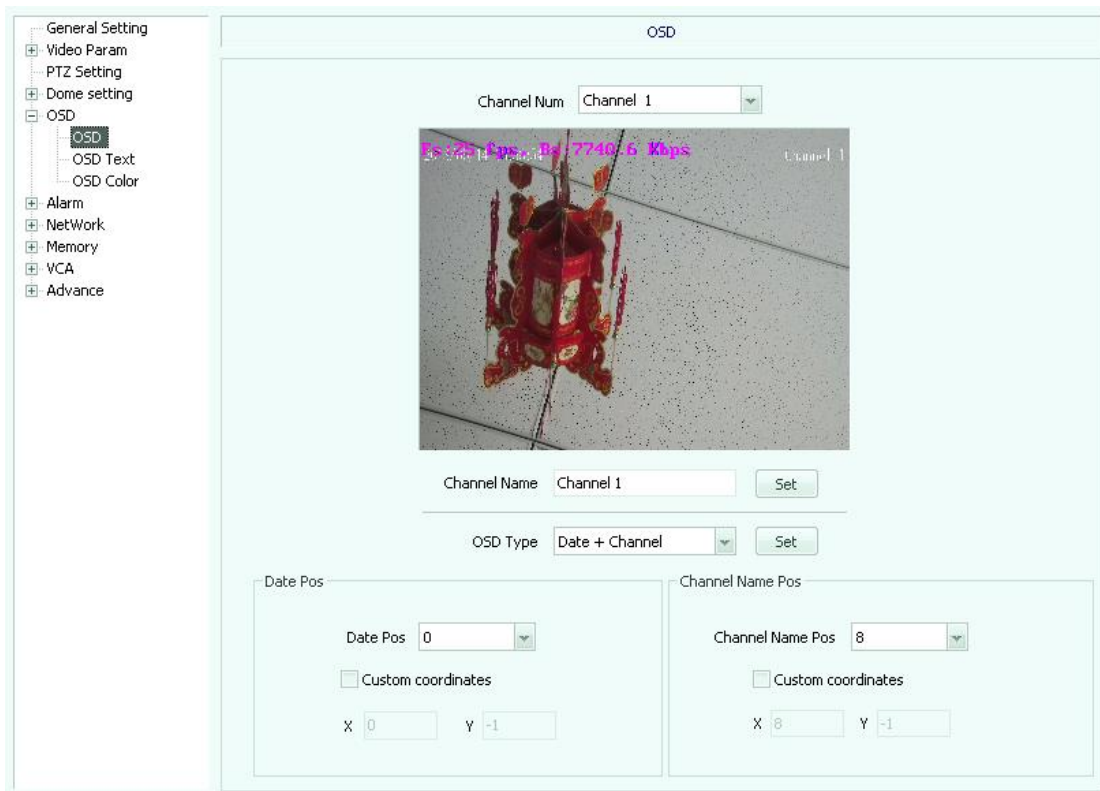 General Setting
Video Param
PTZ Setting
Dome setting
OSD
OSD
OSD Text
OSD Color
Alarm
NetWork
Memory
VCA
Advance
OSD
Channel Num Channel 1
Fs:25 fps, Bs:7740.6 Kbps
Channel 1
Channel Name Channel 1 Set
OSD Type Date + Channel Set
Date Pos
Date Pos 0
Custom coordinates
X 0 Y -1
Channel Name Pos
Channel Name Pos 8
Custom coordinates
X 8 Y -1